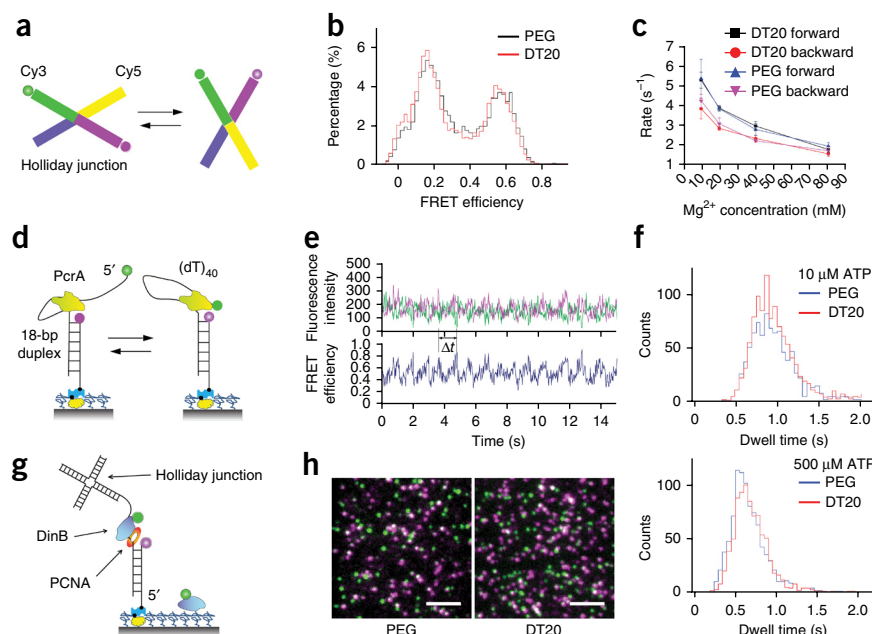 a
Cy3
Cy5
Holliday junction
b
Percentage (%)
6
4
2
0
0
0.2
0.4
0.6
0.8
FRET efficiency
PEG
DT20
c
DT20 forward
DT20 backward
PEG forward
PEG backward
Rate (s⁻¹)
7
6
5
4
3
2
1
0
10
20
30
40
50
60
70
80
90
Mg²⁺ concentration (mM)
d
PcrA
5′
(dT)₄₀
18-bp
duplex
e
Fluorescence
intensity
500
400
300
200
100
0
FRET
efficiency
1.0
0.8
0.6
0.4
0.2
0
Δt
0
2
4
6
8
10
12
14
Time (s)
f
10 μM ATP
PEG
DT20
Counts
100
50
0
0
0.5
1.0
1.5
2.0
Dwell time (s)
500 μM ATP
PEG
DT20
Counts
100
50
0
0
0.5
1.0
1.5
2.0
Dwell time (s)
g
Holliday junction
DinB
PCNA
5′
h
PEG
DT20